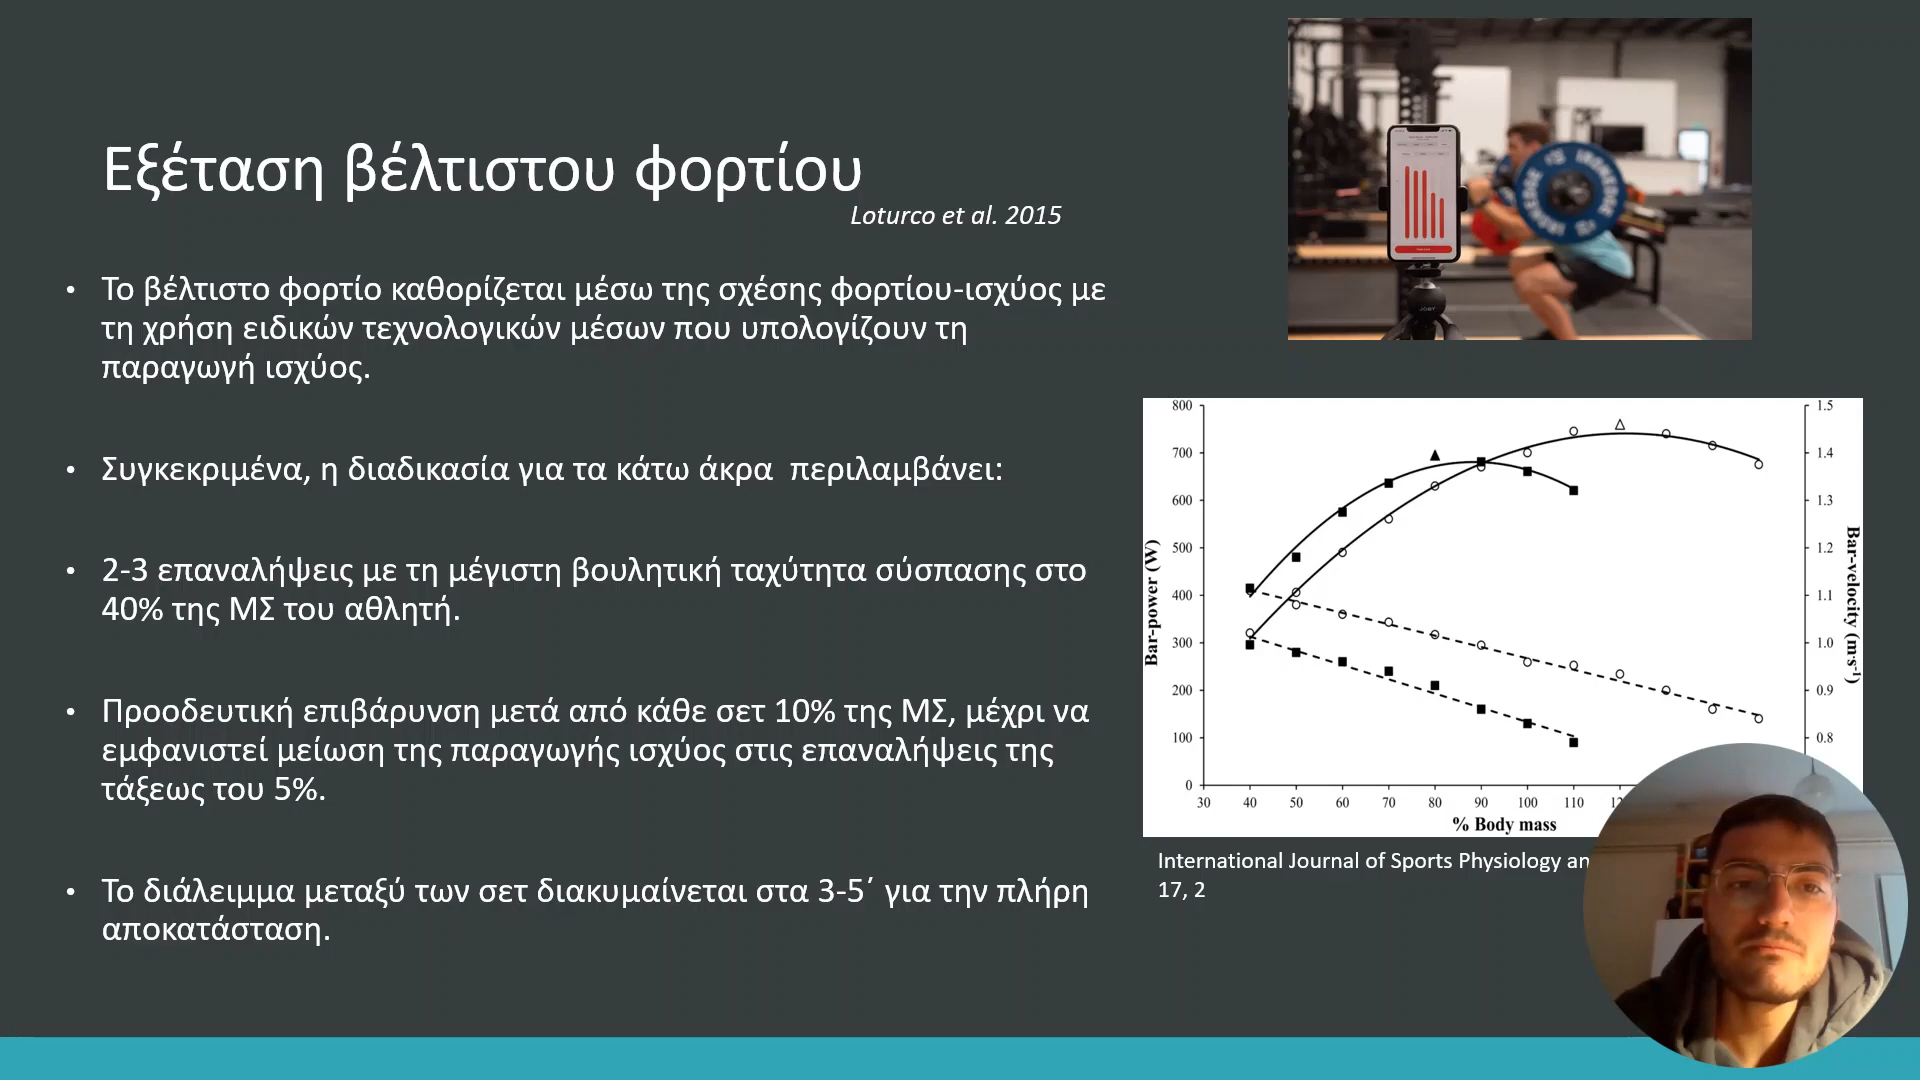 Εξέταση βέλτιστου φορτίου
Loturco et al. 2015
• Το βέλτιστο φορτίο καθορίζεται μέσω της σχέσης φορτίου-ισχύος με
τη χρήση ειδικών τεχνολογικών μέσων που υπολογίζουν τη
παραγωγή ισχύος.
• Συγκεκριμένα, η διαδικασία για τα κάτω άκρα περιλαμβάνει:
• 2-3 επαναλήψεις με τη μέγιστη βουλητική ταχύτητα σύσπασης στο
40% της ΜΣ του αθλητή.
• Προοδευτική επιβάρυνση μετά από κάθε σετ 10% της ΜΣ, μέχρι να
εμφανιστεί μείωση της παραγωγής ισχύος στις επαναλήψεις της
τάξεως του 5%.
• Το διάλειμμα μεταξύ των σετ διακυμαίνεται στα 3-5΄ για την πλήρη
αποκατάσταση.
IRONEDGE
JOBY
Bar-power (W)
800
700
600
500
400
300
200
100
0
30 40 50 60 70 80 90 100 110
% Body mass
1.5
1.4
1.3
1.2
1.1
1.0
0.9
0.8
Bar-velocity (m·s-1)
International Journal of Sports Physiology
17, 2